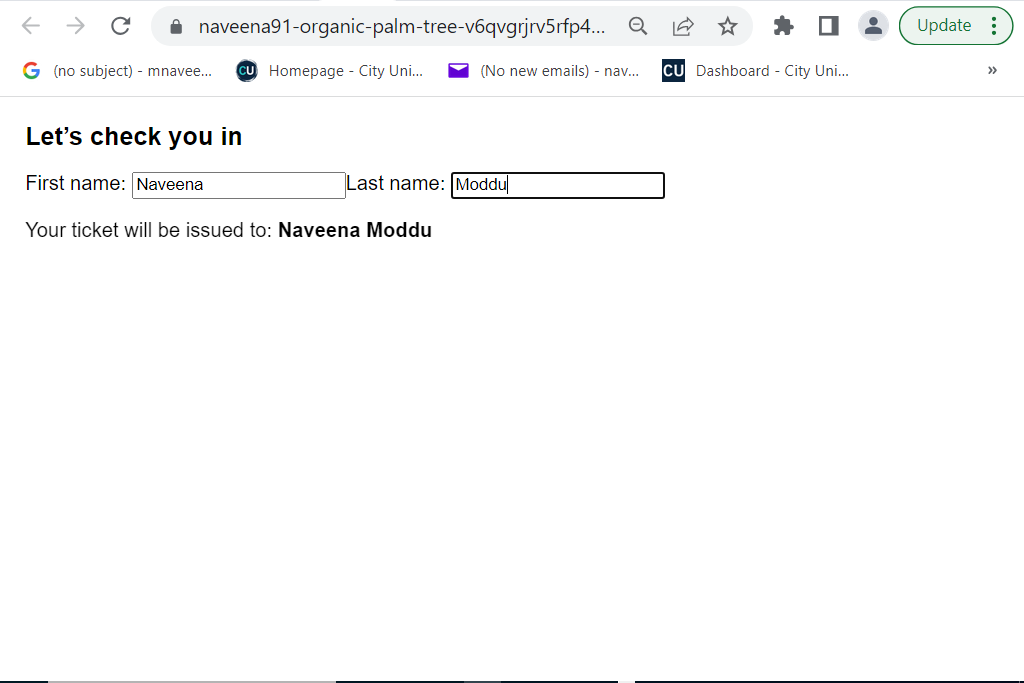 naveena91-organic-palm-tree-v6qvgrjrv5rfp4... Update
(no subject) - mnavee... CU Homepage - City Uni... (No new emails) - nav... CU Dashboard - City Uni... »
Let’s check you in
First name: Naveena Last name: Moddu
Your ticket will be issued to: Naveena Moddu